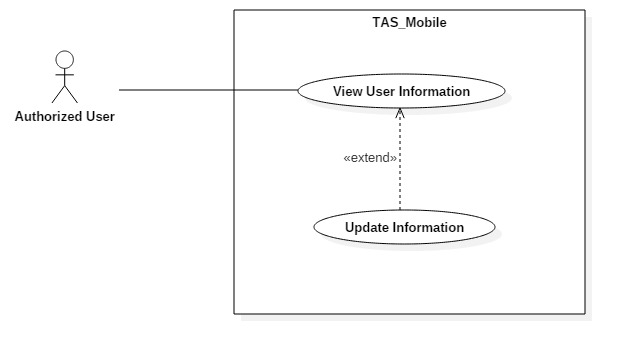 TAS_Mobile
View User Information
Authorized User
«extend»
Update Information